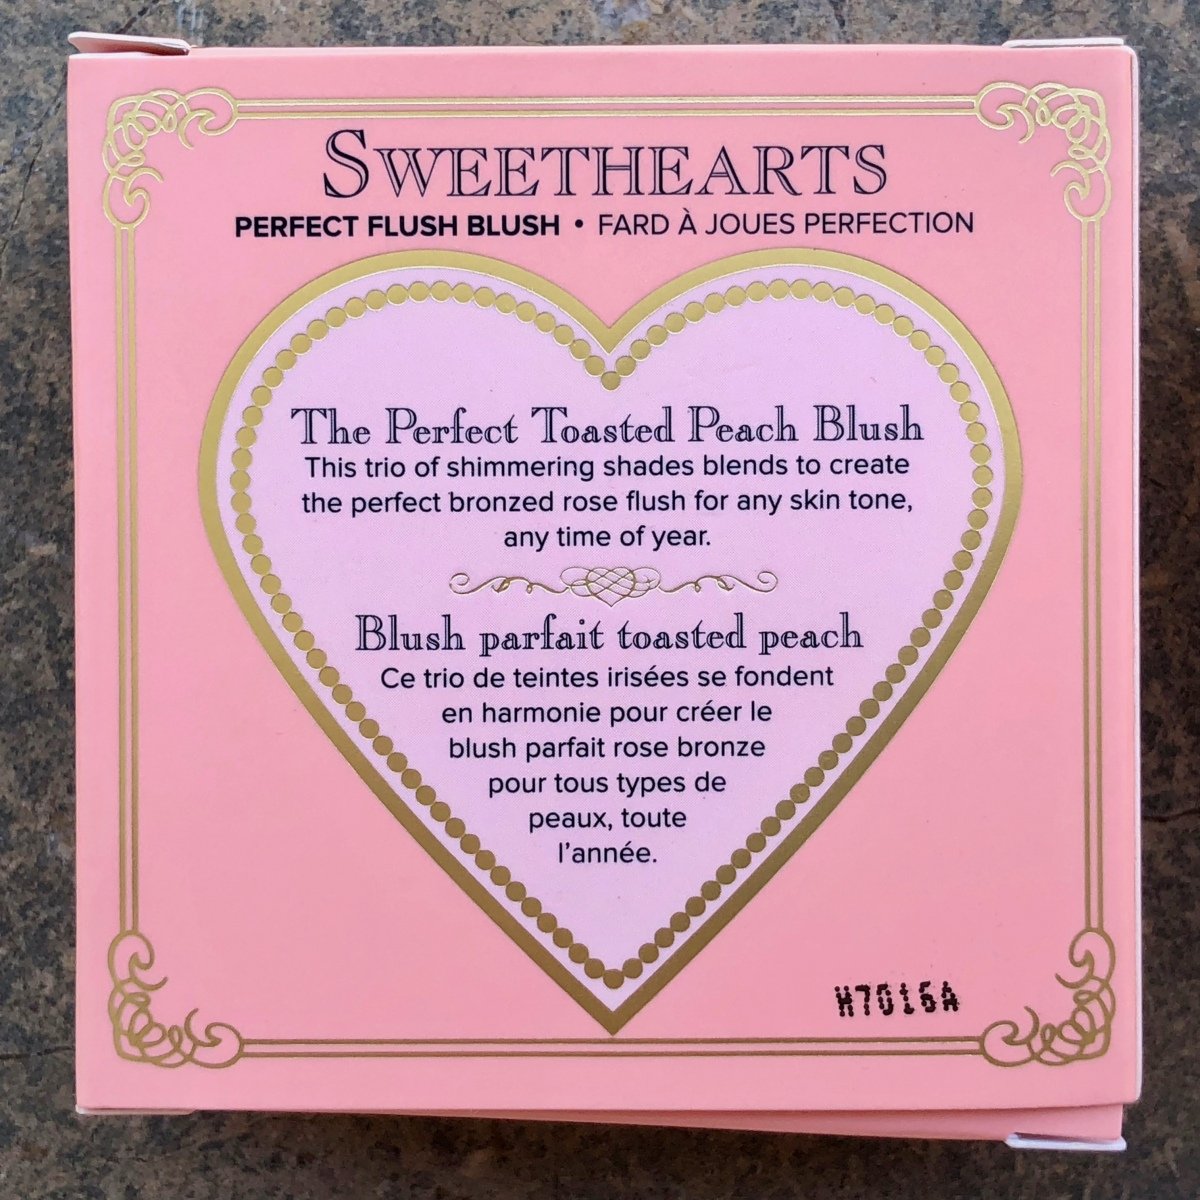 SWEETHEARTS
PERFECT FLUSH BLUSH • FARD À JOUES PERFECTION
The Perfect Toasted Peach Blush
This trio of shimmering shades blends to create
the perfect bronzed rose flush for any skin tone,
any time of year.
Blush parfait toasted peach
Ce trio de teintes irisées se fondent
en harmonie pour créer le
blush parfait rose bronze
pour tous types de
peaux, toute
l'année.
H7016A